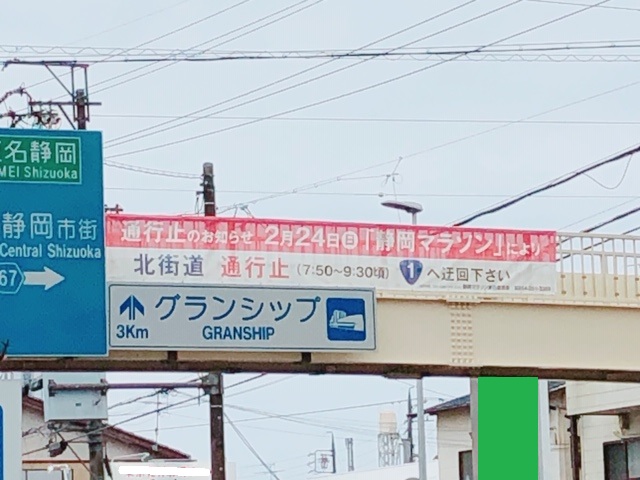 名静岡
MEI Shizuoka
静岡市街
Central Shizuoka
67
通行止のお知らせ 2月24日日「静岡マラソン」により
北街道 通行止 (7:50~9:30頃) 1 へ迂回下さい
グランシップ
3Km GRANSHIP